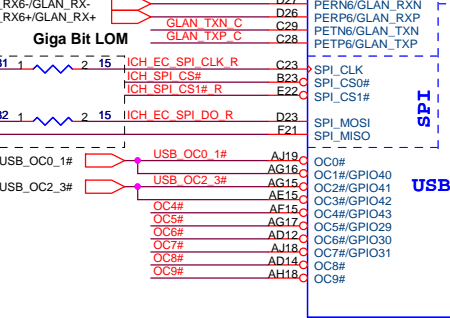 D27 PERN6/GLAN_RXN
_RX6-/GLAN_RX-
D26 PERP6/GLAN_RXP
_RX6+/GLAN_RX+
GLAN_TXN_C C29 PETN6/GLAN_TXN
GLAN_TXP_C C28 PETP6/GLAN_TXP
Giga Bit LOM
1 2 15 ICH_EC_SPI_CLK_R C23 SPI_CLK
ICH_SPI_CS# B23 SPI_CS0#
ICH_SPI_CS1#_R E22 SPI_CS1#
SPI
1 2 15 ICH_EC_SPI_DO_R D23 SPI_MOSI
F21 SPI_MISO
USB_OC0_1# USB_OC0_1# AJ19 OC0#
AG16 OC1#/GPIO40
USB_OC2_3# USB_OC2_3# AG15 OC2#/GPIO41
USB
AE15 OC3#/GPIO42
OC4# AF15 OC4#/GPIO43
OC5# AG17 OC5#/GPIO29
OC6# AD12 OC6#/GPIO30
OC7# AJ18 OC7#/GPIO31
OC8# AD14 OC8#
OC9# AH18 OC9#